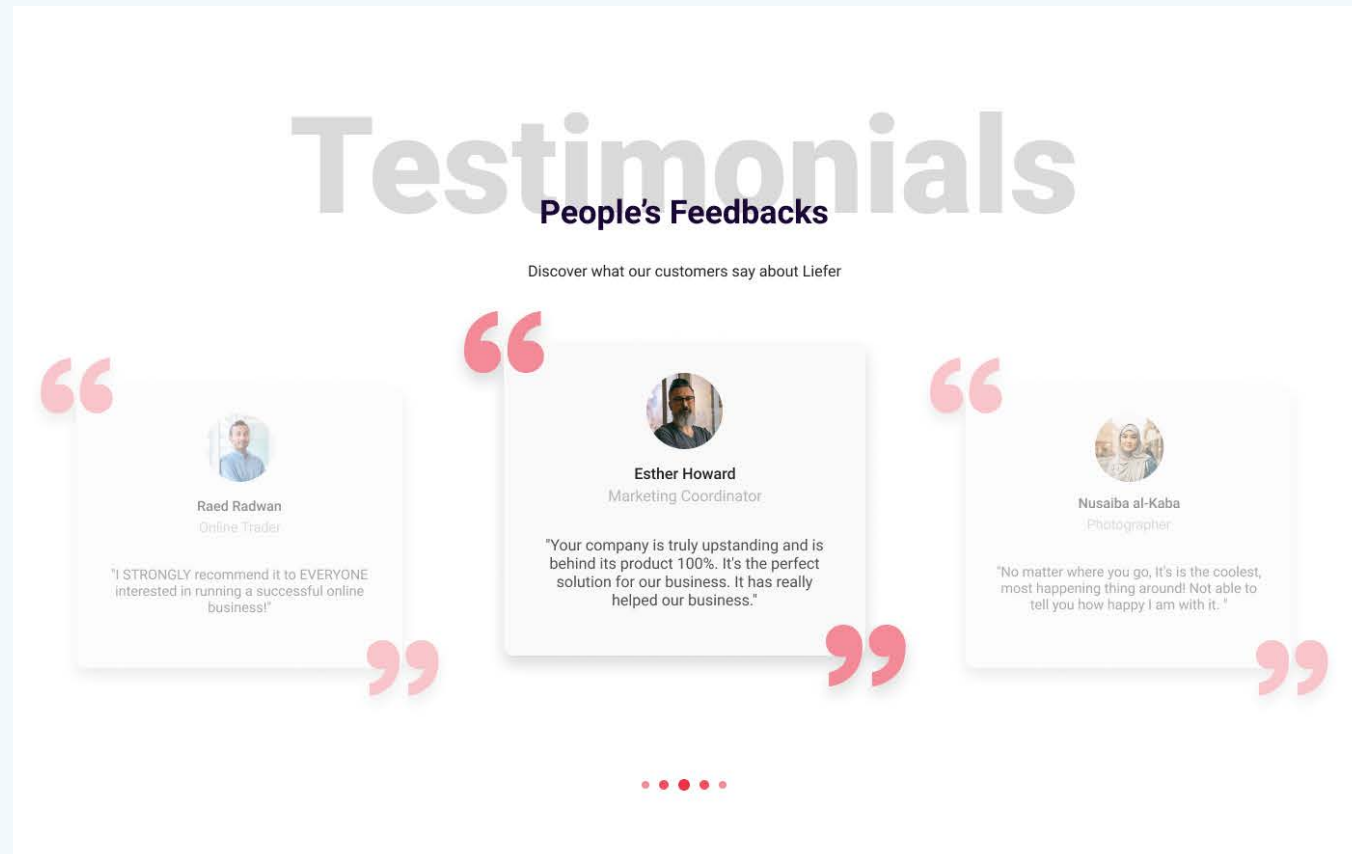 Testimonials
People's Feedbacks
Discover what our customers say about Liefer
Raed Radwan
Online Trader
"I STRONGLY recommend it to EVERYONE
interested in running a successful online
business!"
Esther Howard
Marketing Coordinator
"Your company is truly upstanding and is
behind its product 100%. It's the perfect
solution for our business. It has really
helped our business."
Nusaiba al-Kaba
Photographer
"No matter where you go, It's is the coolest,
most happening thing around! Not able to
tell you how happy I am with it. "